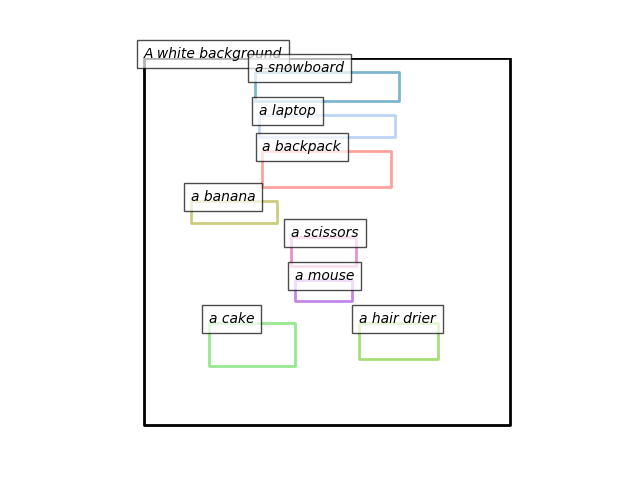 A white background
a snowboard
a laptop
a backpack
a banana
a scissors
a mouse
a cake
a hair drier